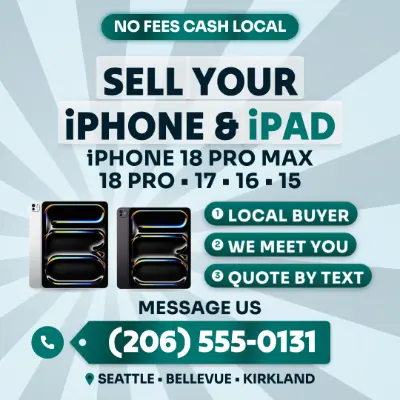 NO FEES CASH LOCAL
SELL YOUR
iPHONE & iPAD
iPHONE 18 PRO MAX
18 PRO ▪ 17 ▪ 16 ▪ 15
1 LOCAL BUYER
2 WE MEET YOU
3 QUOTE BY TEXT
MESSAGE US
(206) 555-0131
SEATTLE ▪ BELLEVUE ▪ KIRKLAND